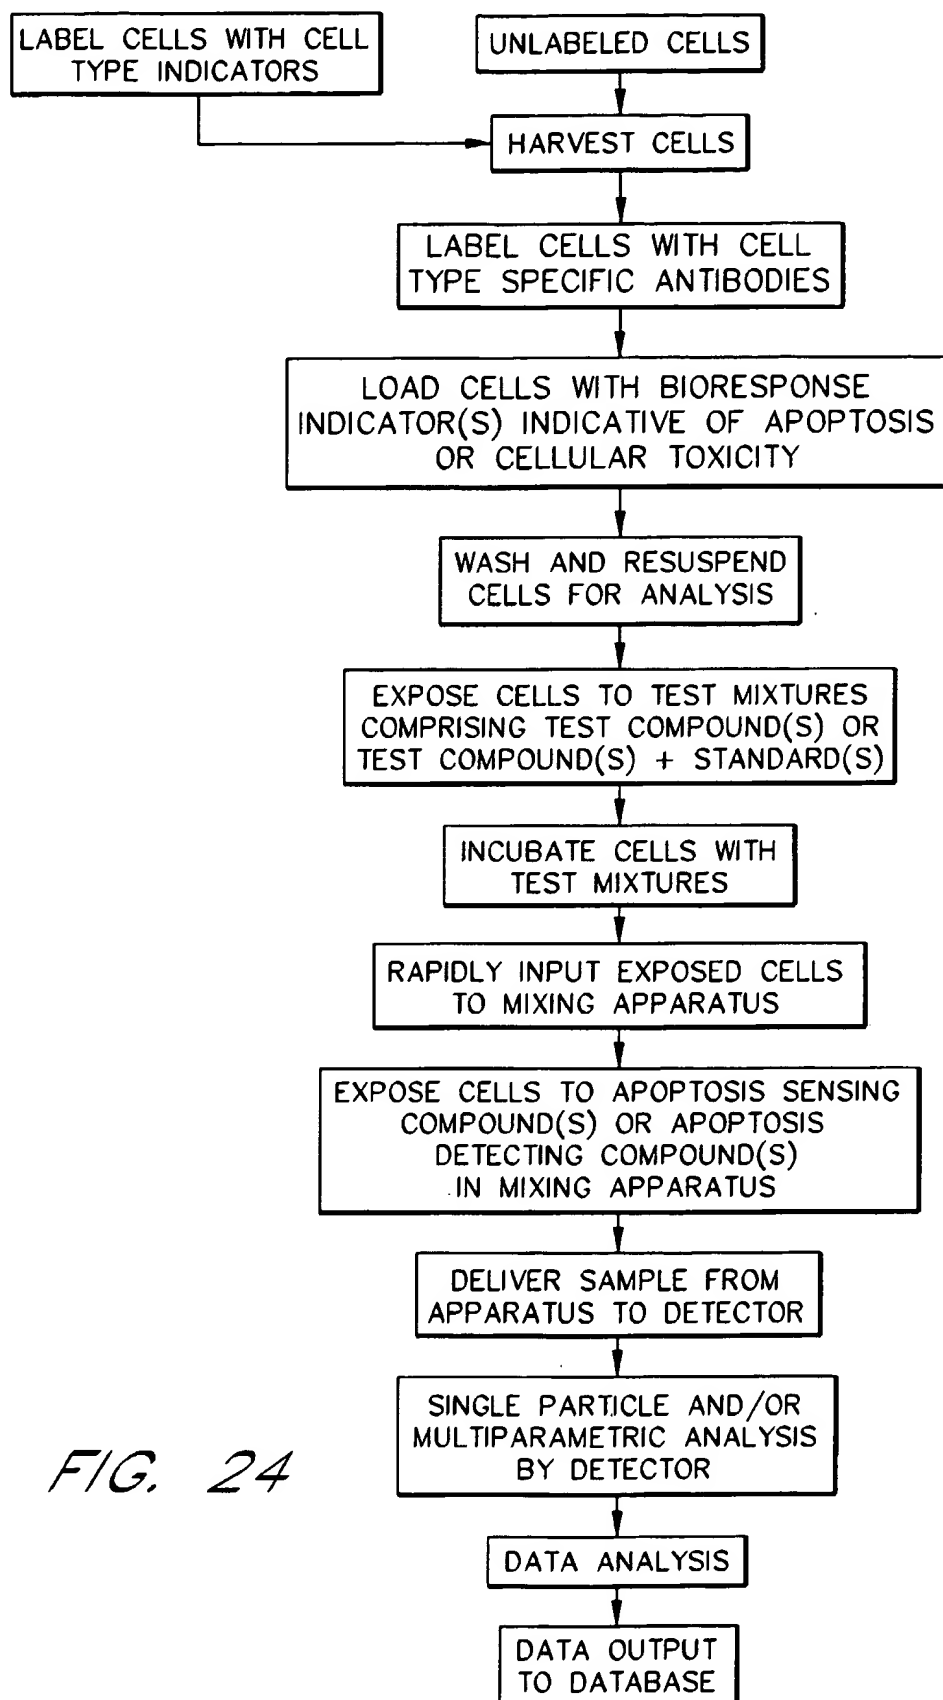 LABEL CELLS WITH CELL
TYPE INDICATORS
UNLABELED CELLS
HARVEST CELLS
LABEL CELLS WITH CELL
TYPE SPECIFIC ANTIBODIES
LOAD CELLS WITH BIORESPONSE
INDICATOR(S) INDICATIVE OF APOPTOSIS
OR CELLULAR TOXICITY
WASH AND RESUSPEND
CELLS FOR ANALYSIS
EXPOSE CELLS TO TEST MIXTURES
COMPRISING TEST COMPOUND(S) OR
TEST COMPOUND(S) + STANDARD(S)
INCUBATE CELLS WITH
TEST MIXTURES
RAPIDLY INPUT EXPOSED CELLS
TO MIXING APPARATUS
EXPOSE CELLS TO APOPTOSIS SENSING
COMPOUND(S) OR APOPTOSIS
DETECTING COMPOUND(S)
IN MIXING APPARATUS
DELIVER SAMPLE FROM
APPARATUS TO DETECTOR
SINGLE PARTICLE AND/OR
MULTIPARAMETRIC ANALYSIS
BY DETECTOR
FIG. 24
DATA ANALYSIS
DATA OUTPUT
TO DATABASE